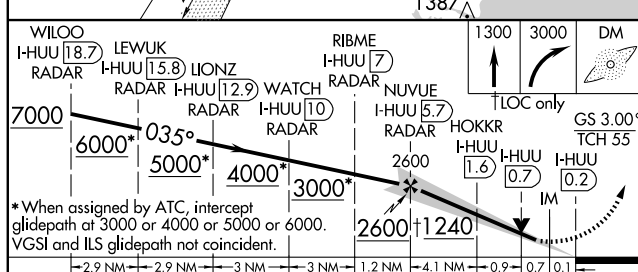 1387
WILOO
I-HUU 18.7
RADAR
LEWUK
I-HUU 15.8
RADAR
LIONZ
I-HUU 12.9
RADAR
WATCH
I-HUU 10
RADAR
RIBME
I-HUU 7
RADAR
NUVUE
I-HUU 5.7
RADAR
HOKKR
I-HUU
1.6
I-HUU
0.7
I-HUU
0.2
1300
3000
DM
†LOC only
GS 3.00°
TCH 55
7000
6000*
035°
5000*
4000*
3000*
2600
2600
†1240
IM
* When assigned by ATC, intercept
glidepath at 3000 or 4000 or 5000 or 6000.
VGSI and ILS glidepath not coincident.
2.9 NM
2.9 NM
3 NM
3 NM
1.2 NM
4.1 NM
0.9
0.7
0.1